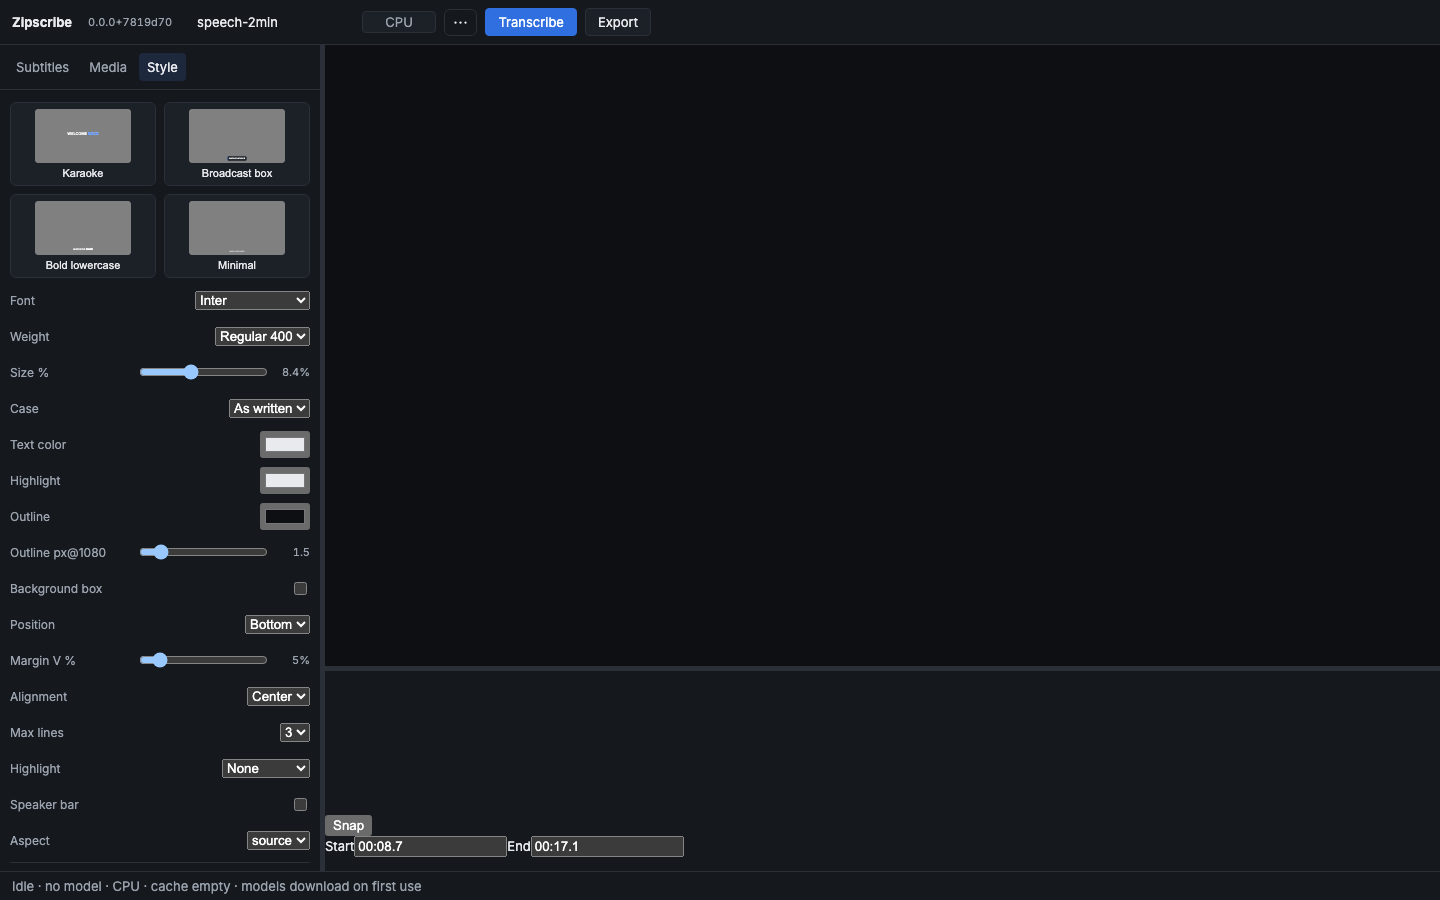 Zipscribe 0.0.0+7819d70 speech-2min CPU ··· Transcribe Export
Subtitles Media Style
WELCOME
Karaoke Broadcast box
Bold lowercase Minimal
Font Inter
Weight Regular 400
Size % 8.4%
Case As written
Text color
Highlight
Outline
Outline px@1080 1.5
Background box
Position Bottom
Margin V % 5%
Alignment Center
Max lines 3
Highlight None
Speaker bar
Aspect source
Snap
Start 00:08.7 End 00:17.1
Idle · no model · CPU · cache empty · models download on first use